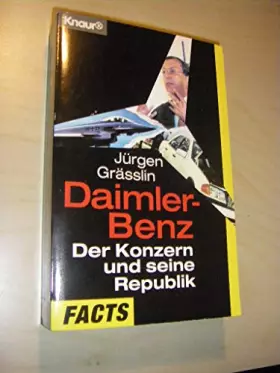 Knaur®
Jürgen
Grässlin
Daimler-
Benz
Der Konzern
und seine
Republik
FACTS